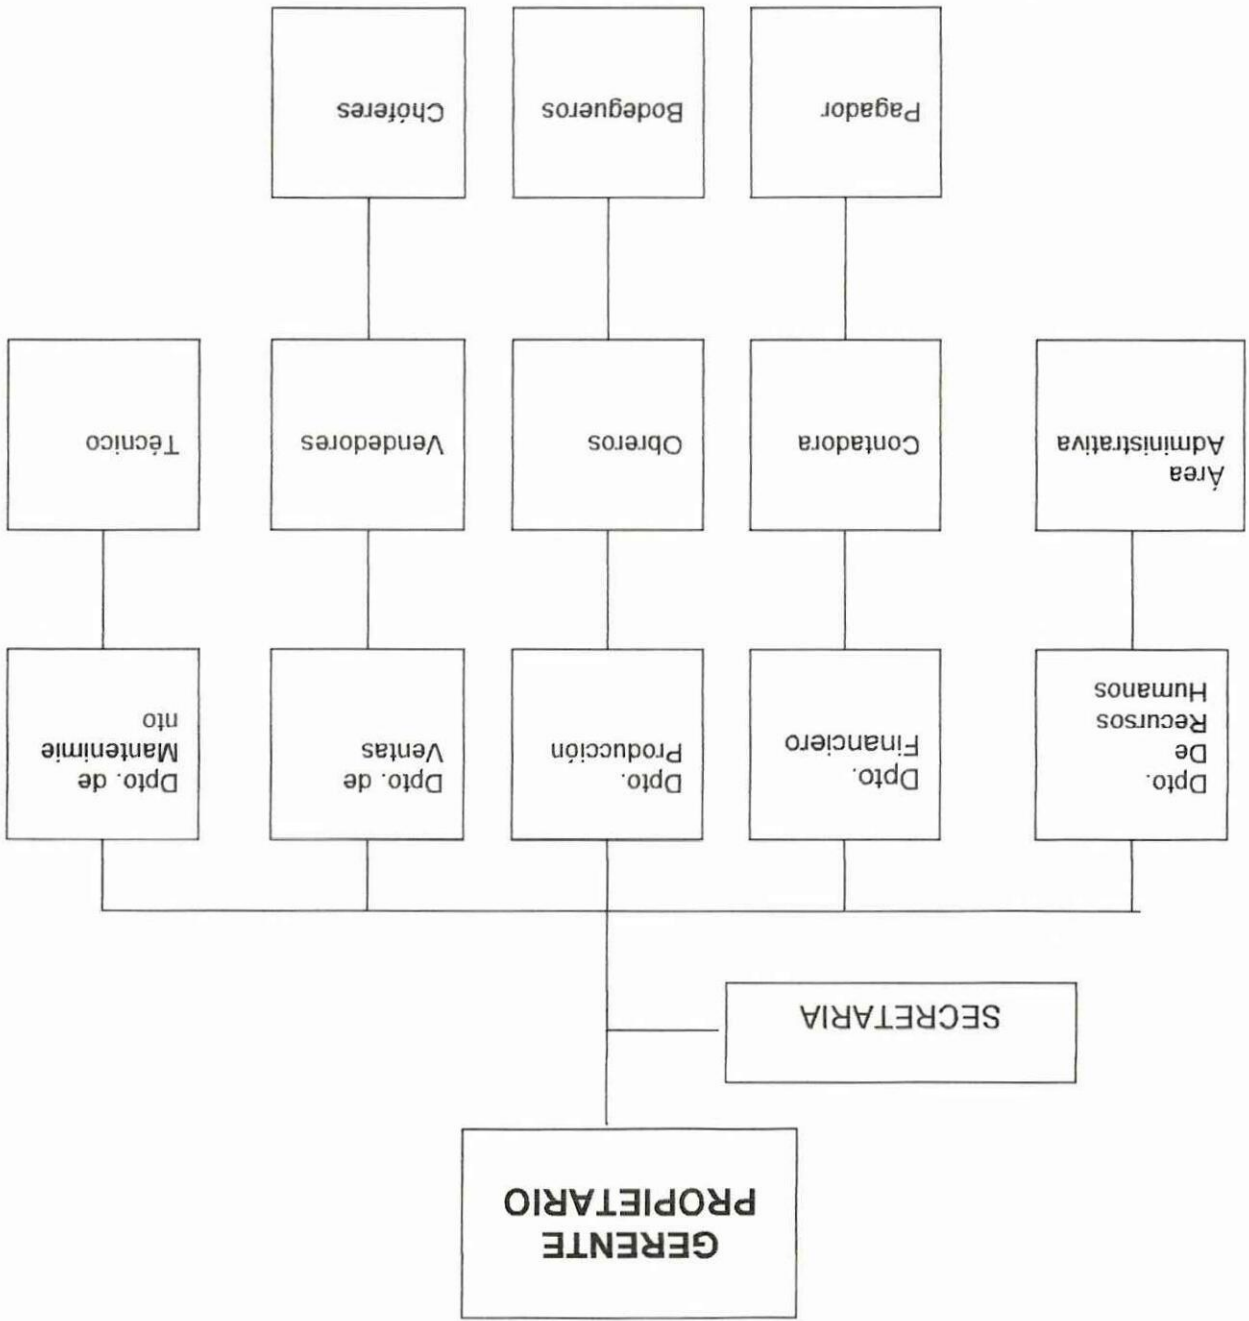 GERENTE
PROPIETARIO
SECRETARIA
Dpto.
De
Recursos
Humanos
Dpto.
Financiero
Dpto.
Producción
Dpto. de
Ventas
Dpto. de
Mantenimie
nto
Área
Administrativa
Contadora
Obreros
Vendedores
Técnico
Pagador
Bodegueros
Chóferes